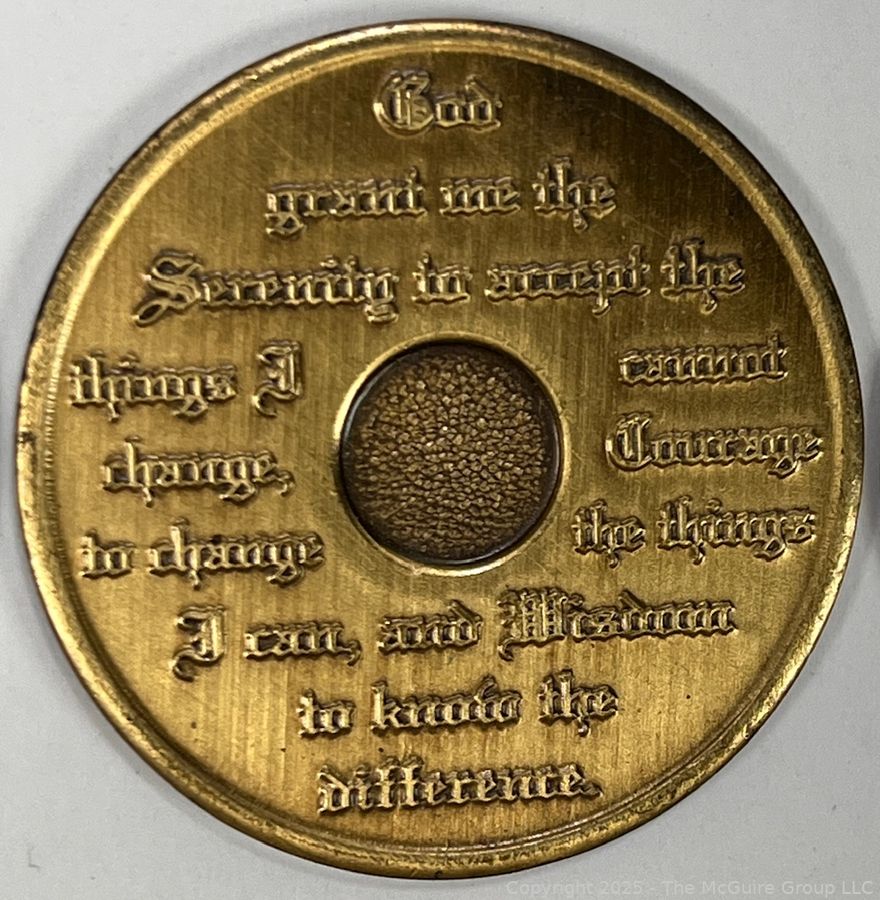 God
grant me the
Serenity to accept the
things I cannot
change, Courage
to change the things
I can, and Wisdom
to know the
difference.
Copyright 2025 - The McGuire Group LLC